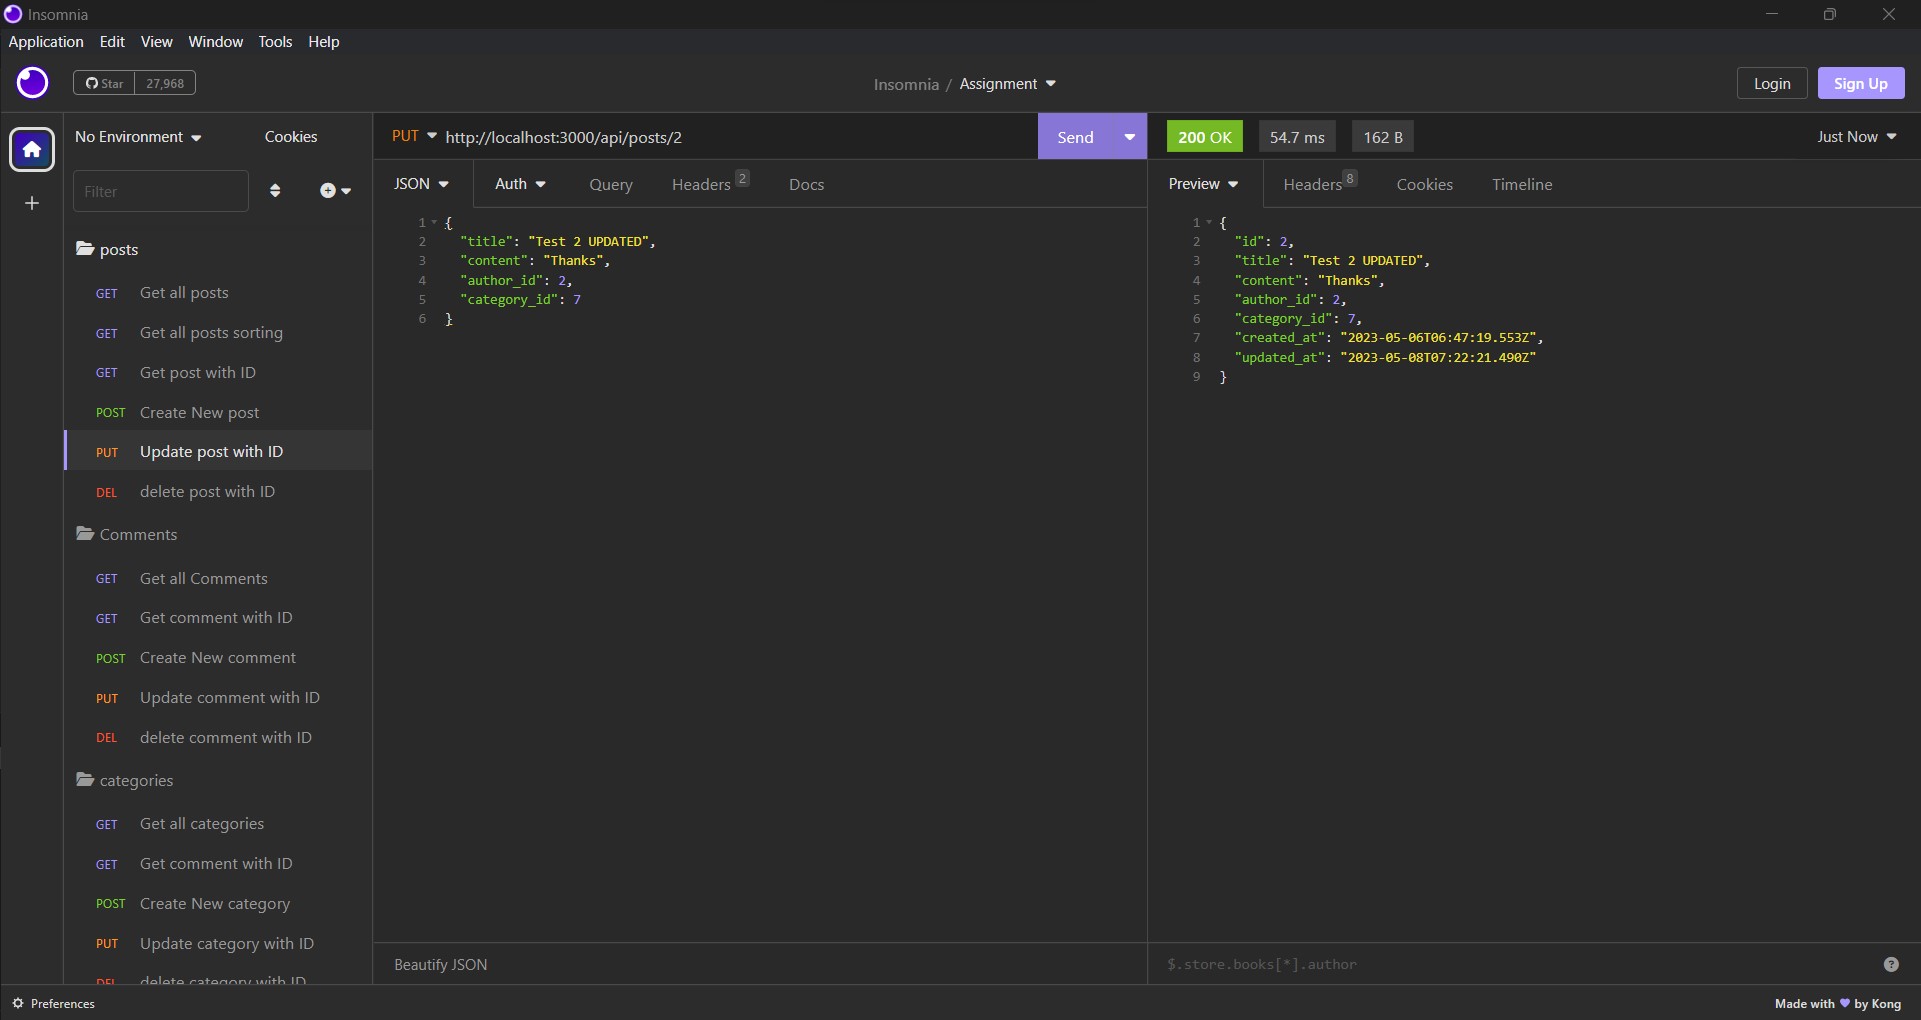 Insomnia
Application Edit View Window Tools Help
Star 27,968
Insomnia / Assignment
Login Sign Up
No Environment Cookies
Filter
posts
GET Get all posts
GET Get all posts sorting
GET Get post with ID
POST Create New post
PUT Update post with ID
DEL delete post with ID
Comments
GET Get all Comments
GET Get comment with ID
POST Create New comment
PUT Update comment with ID
DEL delete comment with ID
categories
GET Get all categories
GET Get comment with ID
POST Create New category
PUT Update category with ID
DEL delete category with ID
PUT http://localhost:3000/api/posts/2 Send
JSON Auth Query Headers 2 Docs
1 {
2 "title": "Test 2 UPDATED",
3 "content": "Thanks",
4 "author_id": 2,
5 "category_id": 7
6 }
Beautify JSON
200 OK 54.7 ms 162 B Just Now
Preview Headers 8 Cookies Timeline
1 {
2 "id": 2,
3 "title": "Test 2 UPDATED",
4 "content": "Thanks",
5 "author_id": 2,
6 "category_id": 7,
7 "created_at": "2023-05-06T06:47:19.553Z",
8 "updated_at": "2023-05-08T07:22:21.490Z"
9 }
$.store.books[*].author
Preferences
Made with 💜 by Kong